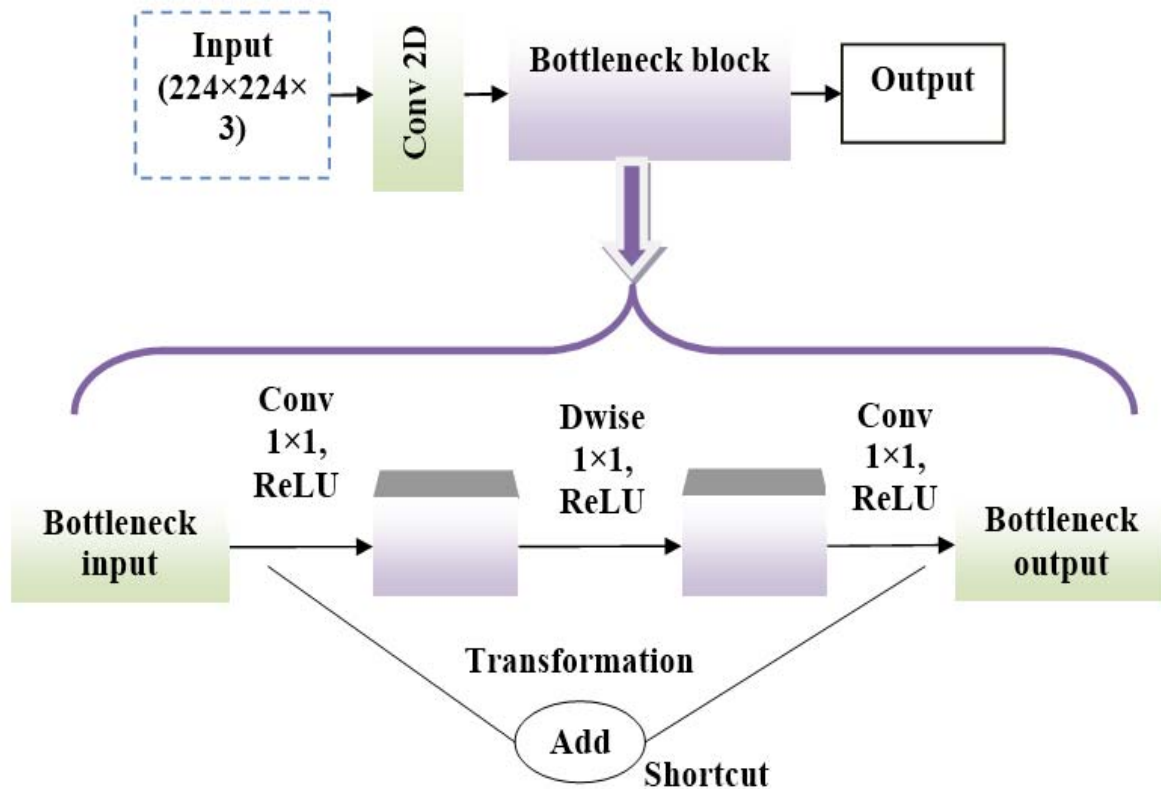 Input
(224×224×
3)
Conv 2D
Bottleneck block
Output
Conv
1×1,
ReLU
Dwise
1×1,
ReLU
Conv
1×1,
ReLU
Bottleneck
input
Bottleneck
output
Transformation
Add
Shortcut